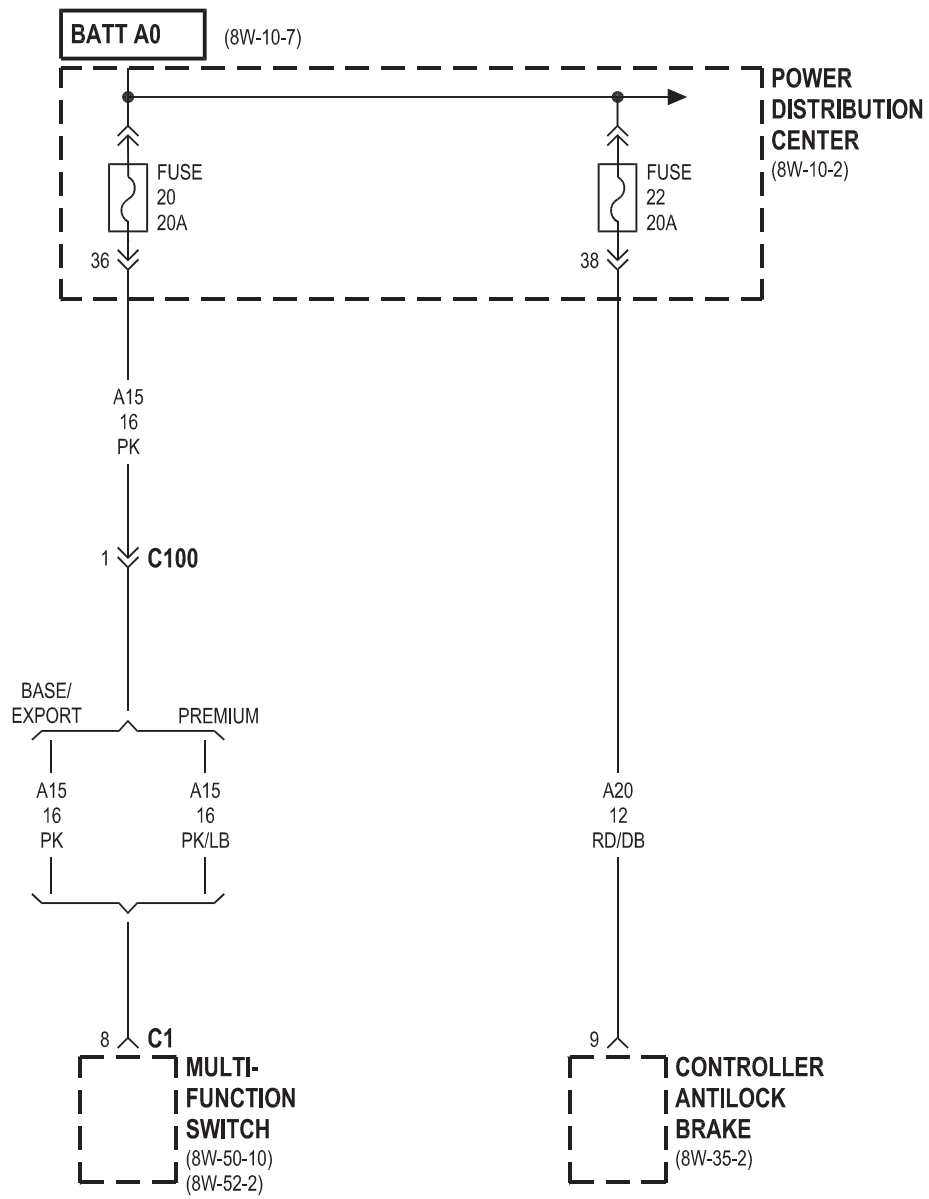 BATT A0
(8W-10-7)
POWER
DISTRIBUTION
CENTER
(8W-10-2)
FUSE
20
20A
36
FUSE
22
20A
38
A15
16
PK
1
C100
BASE/
EXPORT
PREMIUM
A15
16
PK
A15
16
PK/LB
A20
12
RD/DB
8
C1
MULTI-
FUNCTION
SWITCH
(8W-50-10)
(8W-52-2)
9
CONTROLLER
ANTILOCK
BRAKE
(8W-35-2)